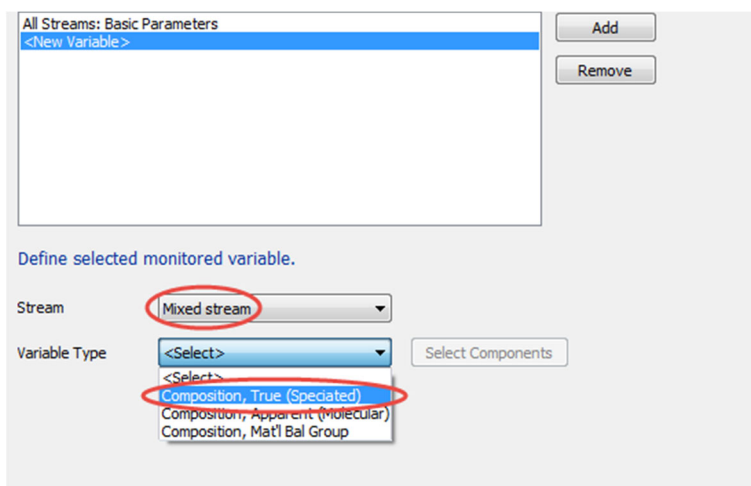 All Streams: Basic Parameters
<New Variable>
Add
Remove
Define selected monitored variable.
Stream
Mixed stream
Variable Type
<Select>
Select Components
<Select>
Composition, True (Speciated)
Composition, Apparent (Molecular)
Composition, Mat'l Bal Group